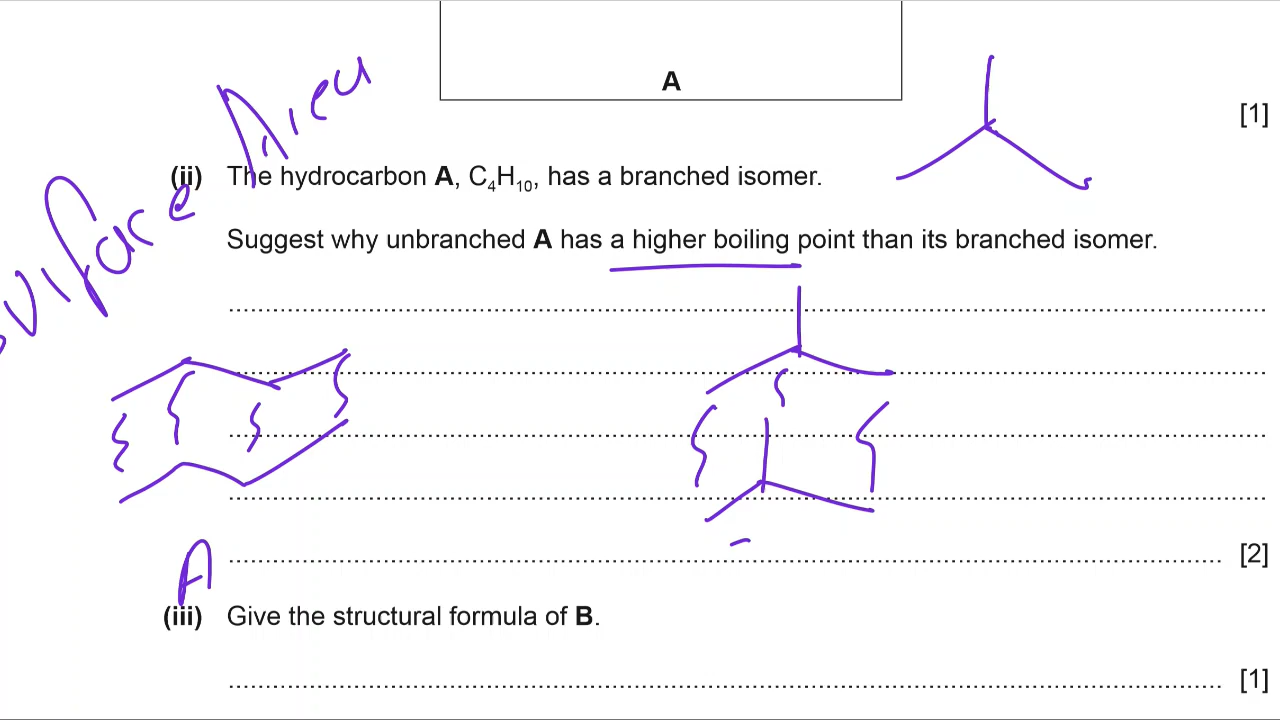 A
[1]
Area
(ii) The hydrocarbon A, C₄H₁₀, has a branched isomer.
Surface
Suggest why unbranched A has a higher boiling point than its branched isomer.
[2]
A
(iii) Give the structural formula of B.
[1]